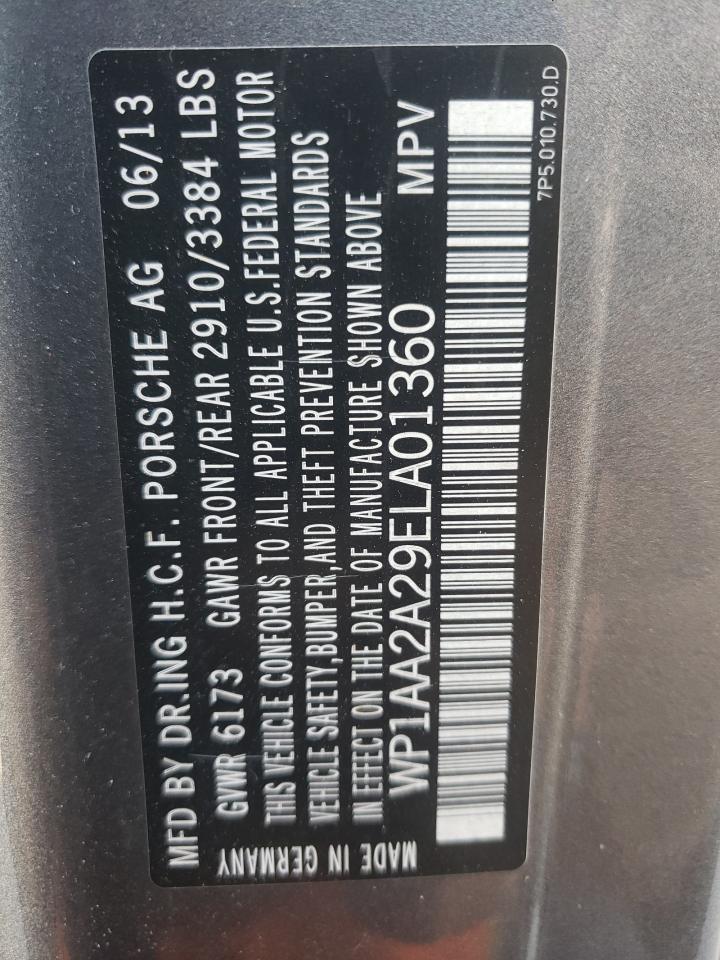 MFD BY DR.ING H.C.F. PORSCHE AG 06/13
GVWR 6173 GAWR FRONT/REAR 2910/3384 LBS
THIS VEHICLE CONFORMS TO ALL APPLICABLE U.S.FEDERAL MOTOR
VEHICLE SAFETY,BUMPER,AND THEFT PREVENTION STANDARDS
IN EFFECT ON THE DATE OF MANUFACTURE SHOWN ABOVE
WP1AA2A29ELA01360 MPV
MADE IN GERMANY
7P5.010.730.D